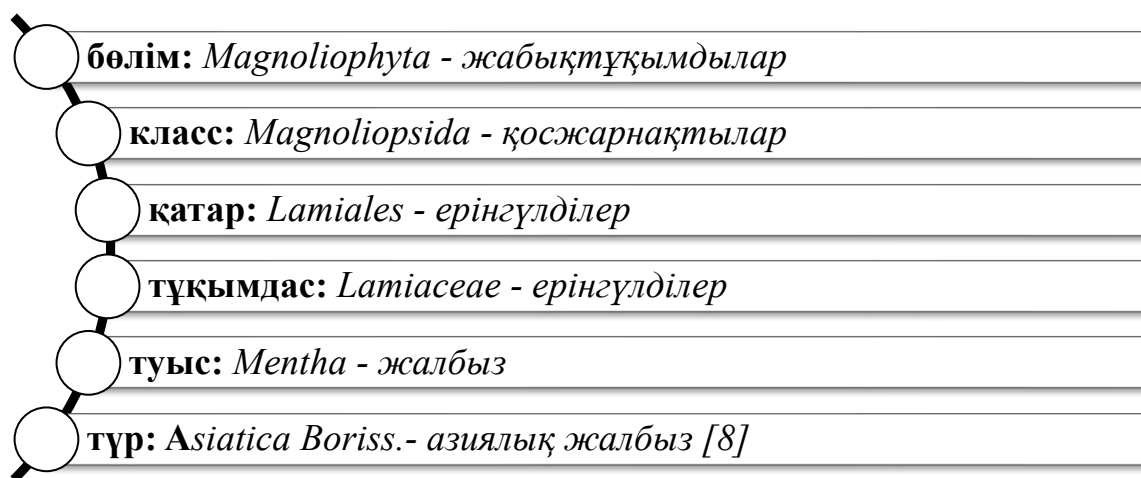 бөлім: Magnoliophyta - жабықтұқымдылар
класс: Magnoliopsida - қосжарнақтылар
қатар: Lamiales - ерінгүлділер
тұқымдас: Lamiaceae - ерінгүлділер
туыс: Mentha - жалбыз
түр: Asiatica Boriss.- азиялық жалбыз [8]